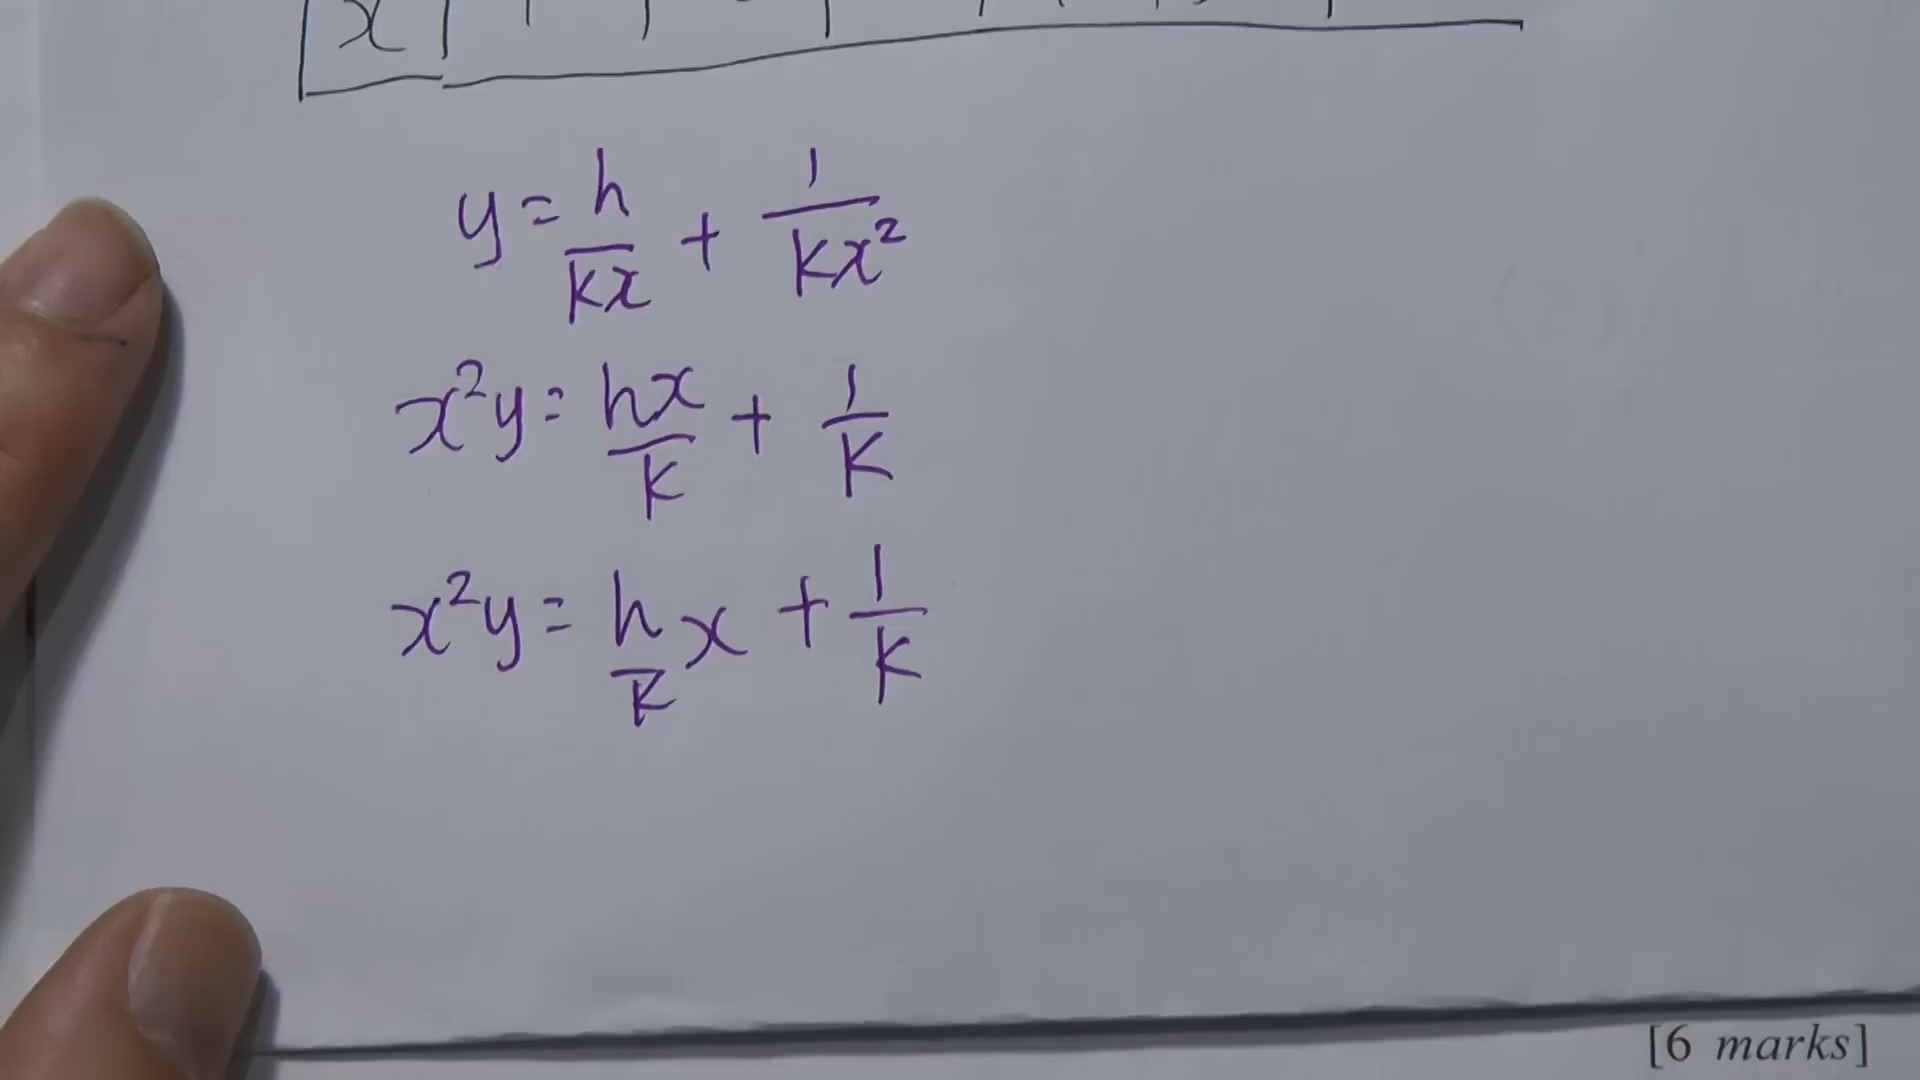 x
y = h/kx + 1/kx²
x²y = hx/k + 1/k
x²y = h/k x + 1/k
[6 marks]